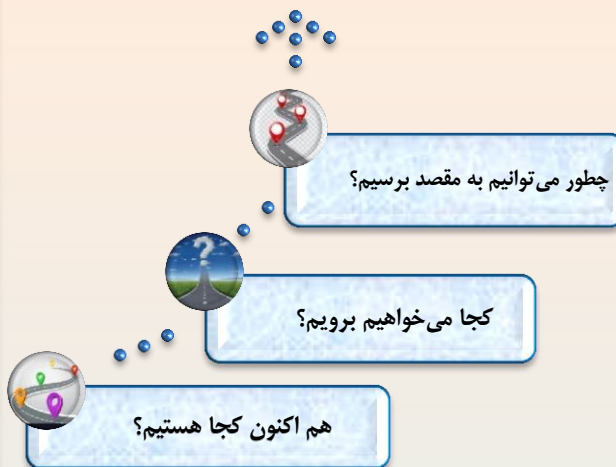 چطور می‌توانیم به مقصد برسیم؟
کجا می‌خواهیم برویم؟
هم اکنون کجا هستیم؟